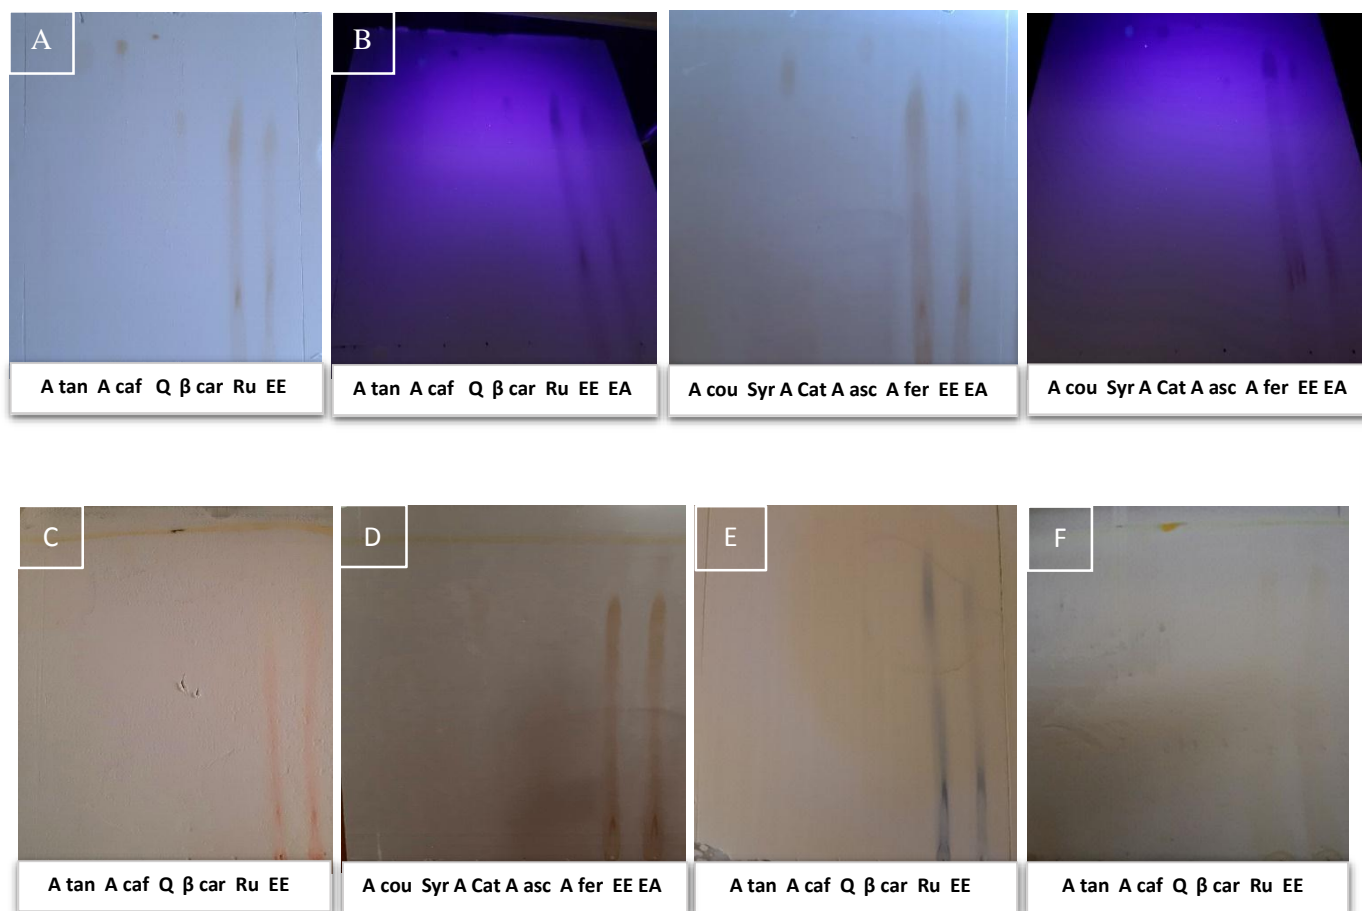 A
B
A tan A caf Q β car Ru EE
A tan A caf Q β car Ru EE EA
A cou Syr A Cat A asc A fer EE EA
A cou Syr A Cat A asc A fer EE EA
C
D
E
F
A tan A caf Q β car Ru EE
A cou Syr A Cat A asc A fer EE EA
A tan A caf Q β car Ru EE
A tan A caf Q β car Ru EE